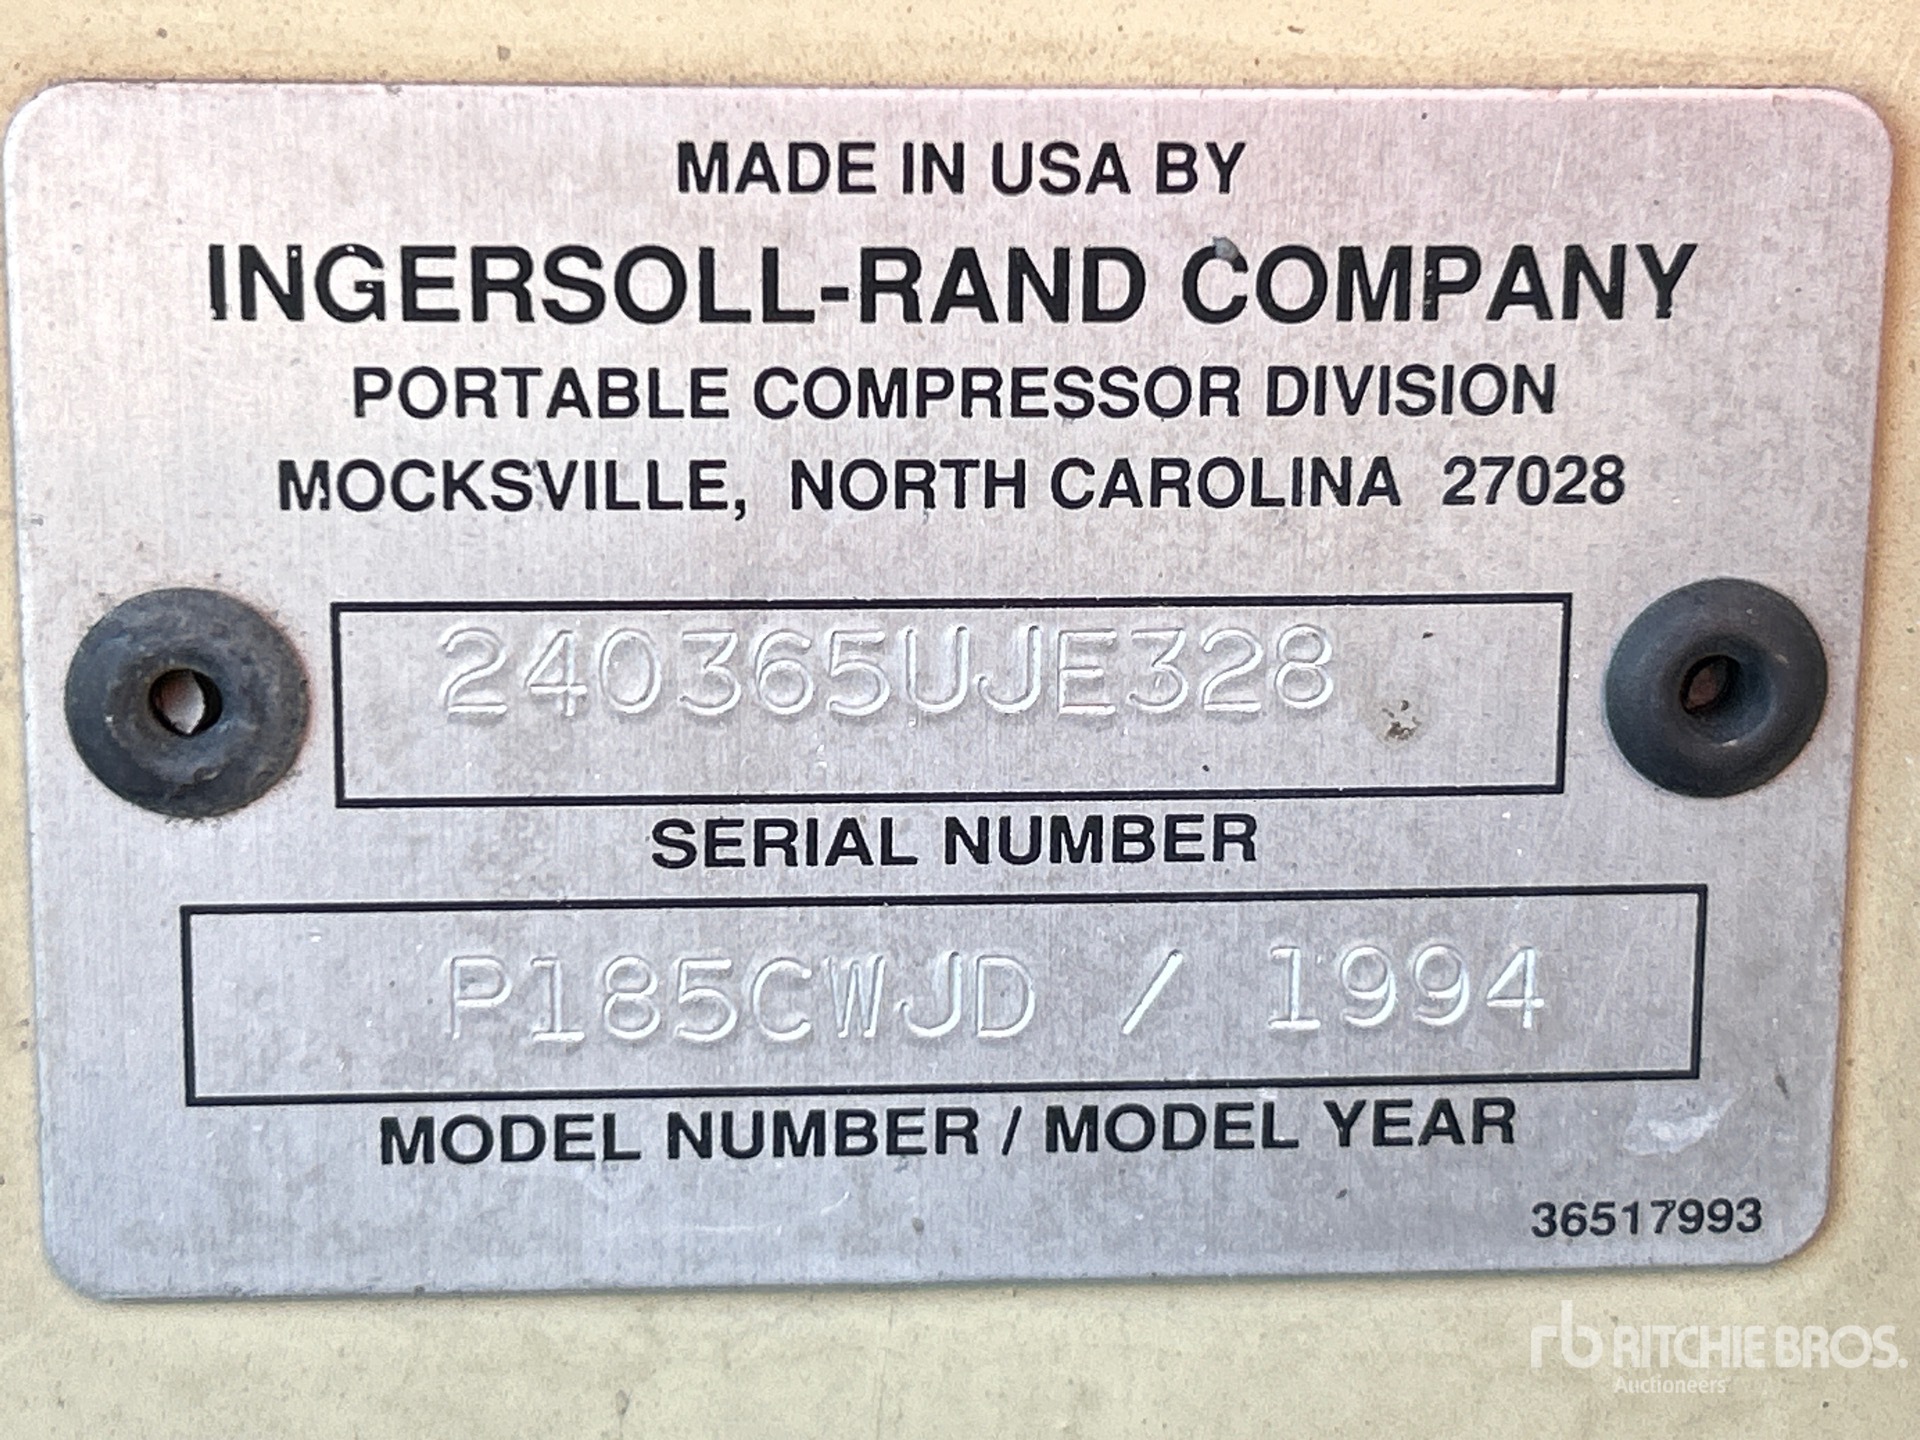 MADE IN USA BY
INGERSOLL-RAND COMPANY
PORTABLE COMPRESSOR DIVISION
MOCKSVILLE, NORTH CAROLINA 27028
240365UJE328
SERIAL NUMBER
P185CWJD / 1994
MODEL NUMBER / MODEL YEAR
36517993
rb RITCHIE BROS.
Auctioneers